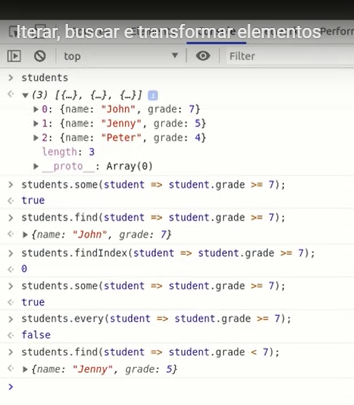 Iterar, buscar e transformar elementos
top
Filter
students
(3) [{…}, {…}, {…}] i
0: {name: "John", grade: 7}
1: {name: "Jenny", grade: 5}
2: {name: "Peter", grade: 4}
length: 3
__proto__: Array(0)
students.some(student => student.grade >= 7);
true
students.find(student => student.grade >= 7);
{name: "John", grade: 7}
students.findIndex(student => student.grade >= 7);
0
students.some(student => student.grade >= 7);
true
students.every(student => student.grade >= 7);
false
students.find(student => student.grade < 7);
{name: "Jenny", grade: 5}